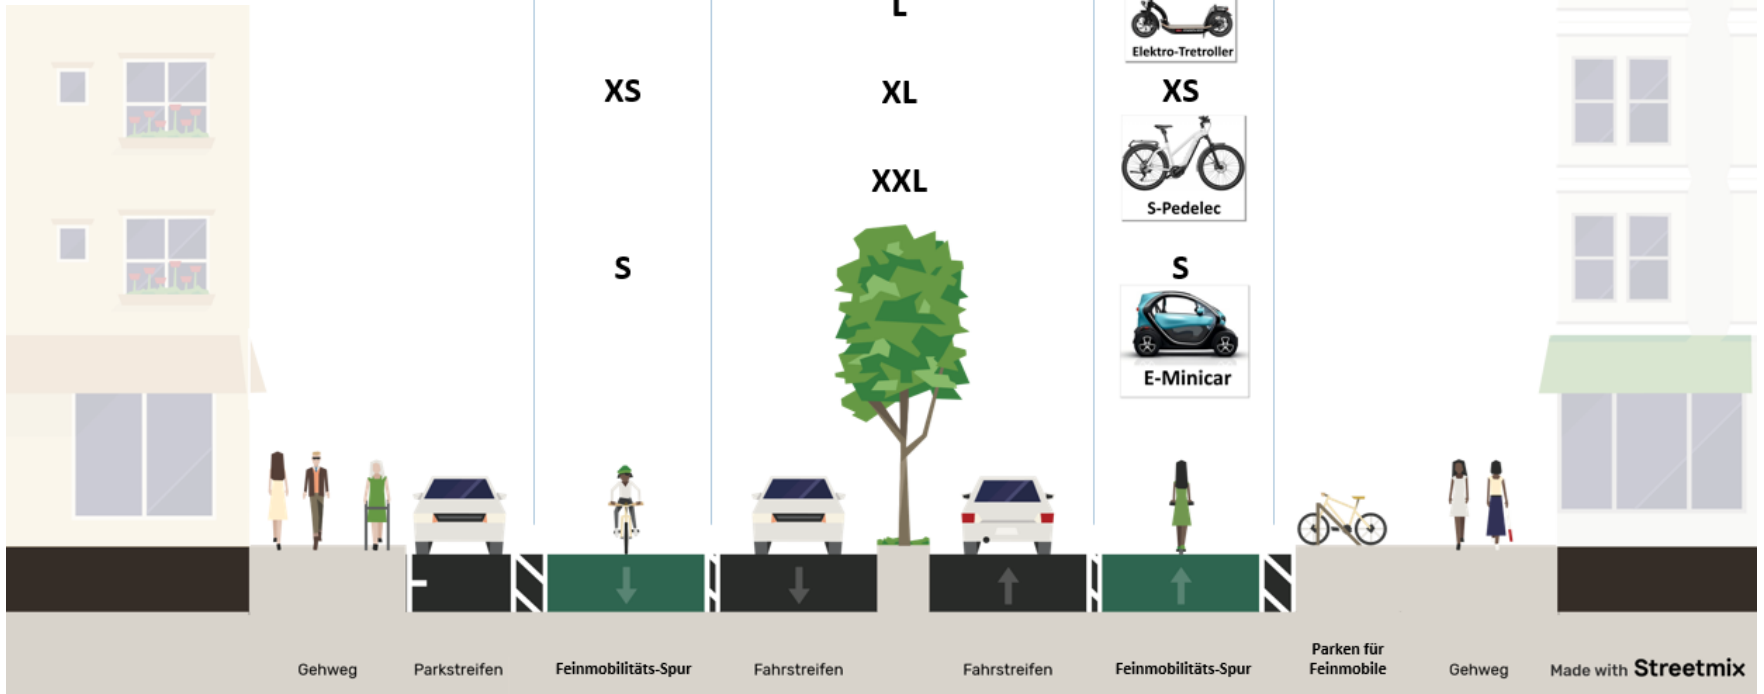 L
Elektro-Tretroller
XS
XL
XS
XXL
S-Pedelec
S
S
E-Minicar
Gehweg
Parkstreifen
Feinmobilitäts-Spur
Fahrstreifen
Fahrstreifen
Feinmobilitäts-Spur
Parken für
Feinmobile
Gehweg
Made with Streetmix